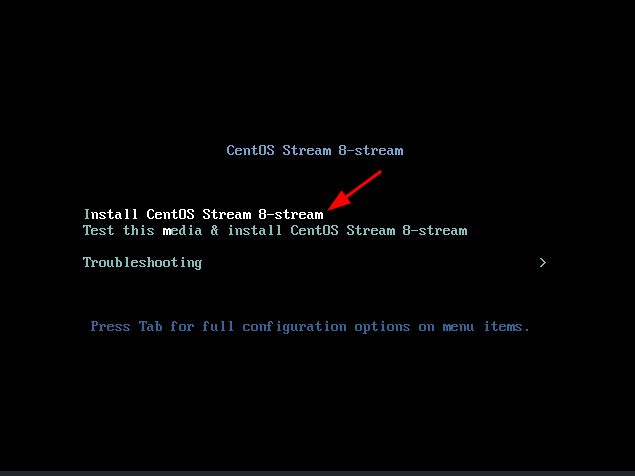 CentOS Stream 8-stream
Install CentOS Stream 8-stream
Test this media & install CentOS Stream 8-stream
Troubleshooting >
Press Tab for full configuration options on menu items.